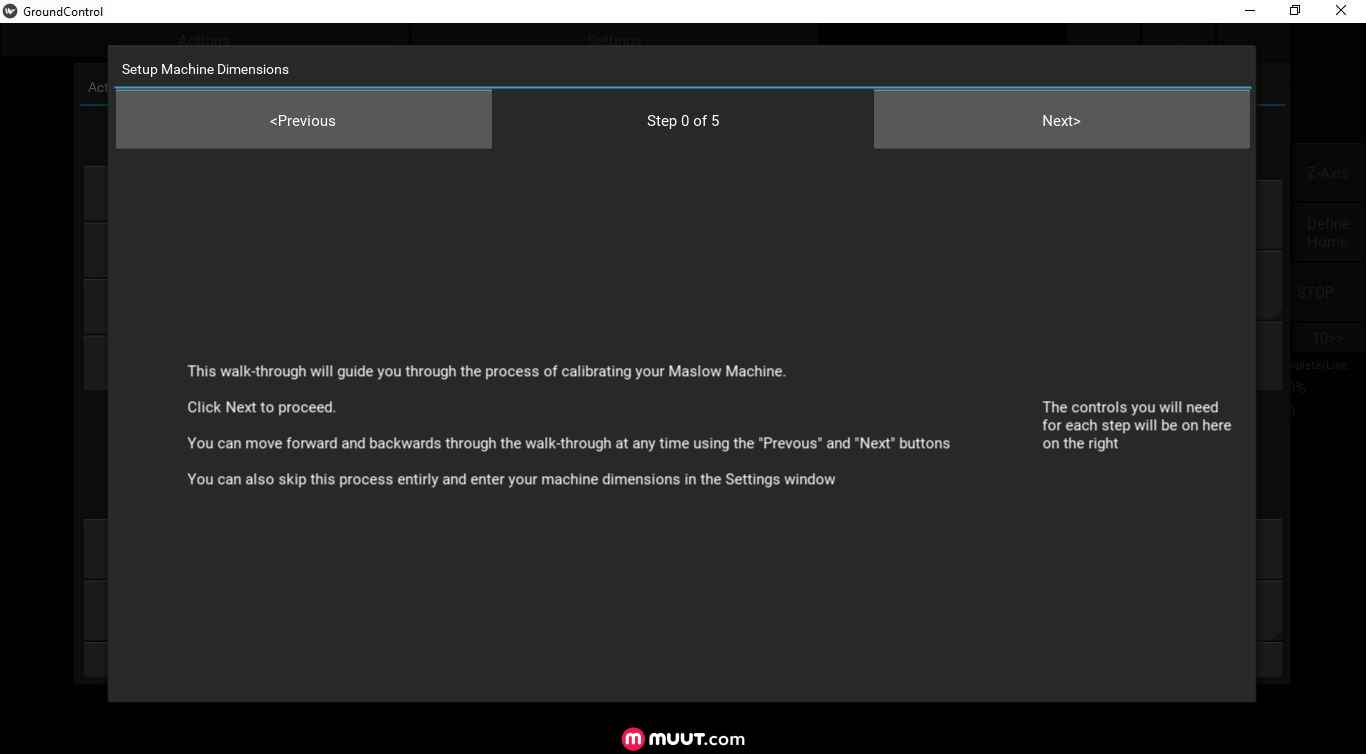 GroundControl
Actions
Settings
Setup Machine Dimensions
Act
<Previous
Step 0 of 5
Next>
Z-Axis
Define
Home
STOP
This walk-through will guide you through the process of calibrating your Maslow Machine.
Click Next to proceed.
You can move forward and backwards through the walk-through at any time using the "Prevous" and "Next" buttons
You can also skip this process entirly and enter your machine dimensions in the Settings window
The controls you will need
for each step will be on here
on the right
muut.com